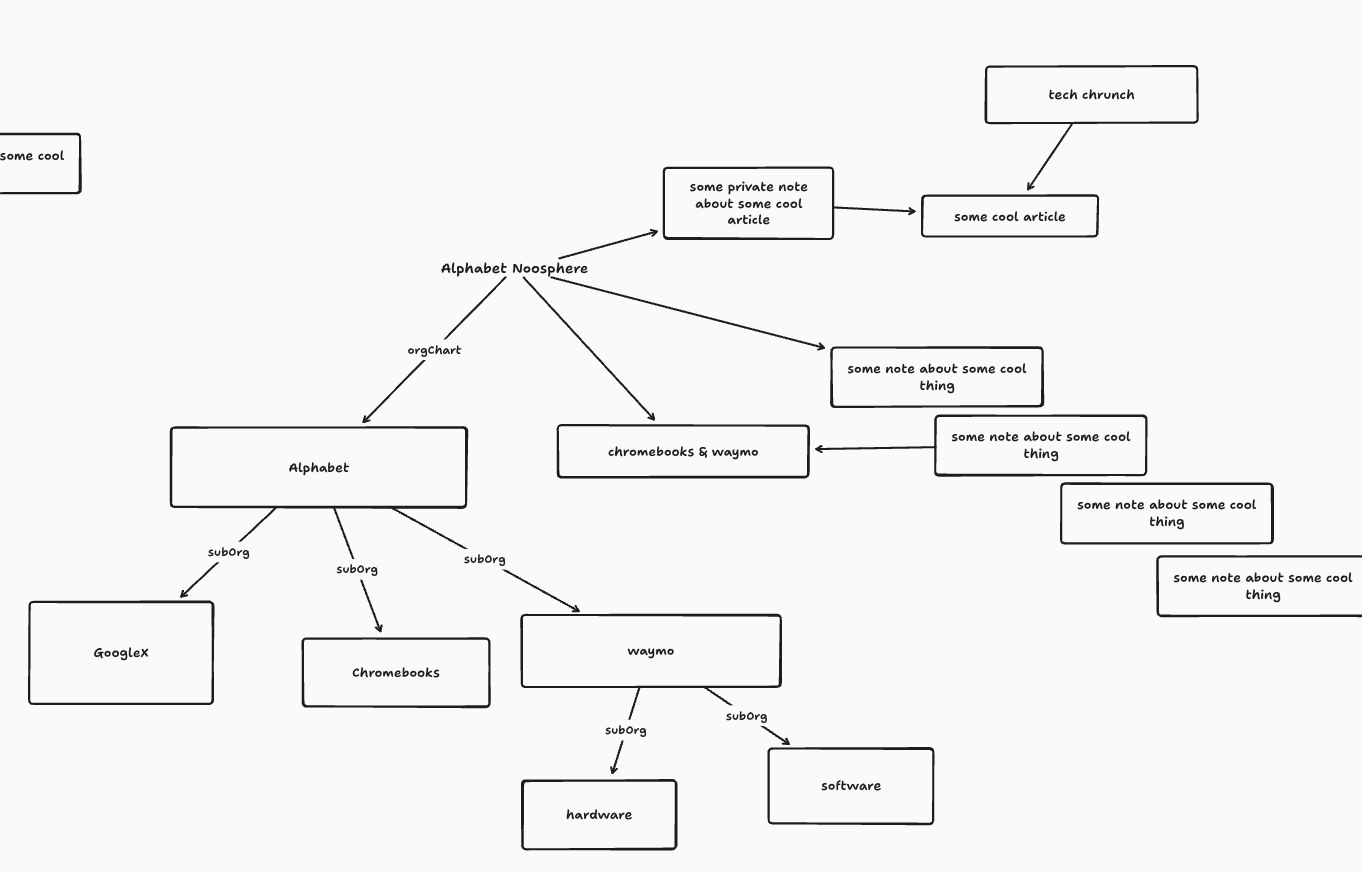 tech chrunch
some cool
some private note
about some cool
article
some cool article
Alphabet Noosphere
orgChart
some note about some cool
thing
Alphabet
chromebooks & waymo
some note about some cool
thing
some note about some cool
thing
subOrg
subOrg
subOrg
some note about some cool
thing
GoogleX
Chromebooks
waymo
subOrg
subOrg
hardware
software